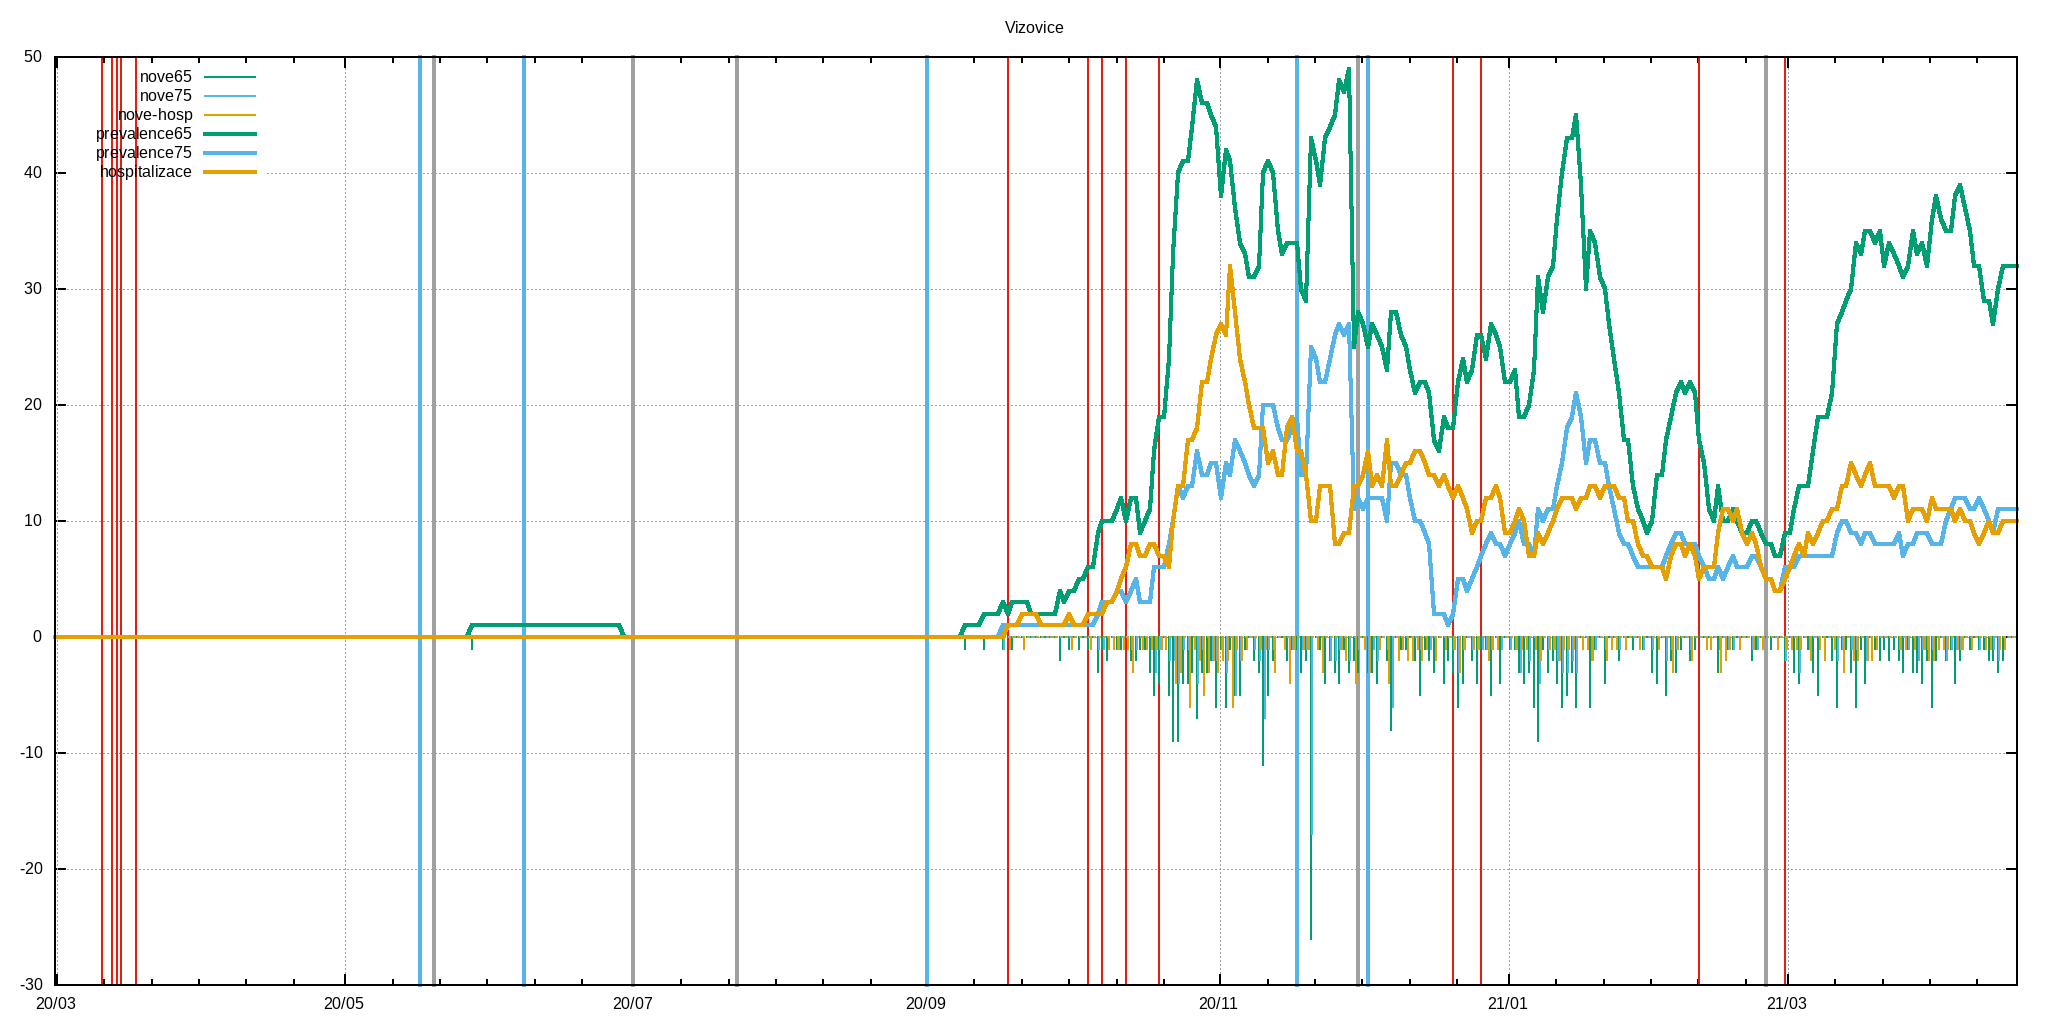 Vizovice
50
nove65
nove75
nove-hosp
prevalence65
prevalence75
hospitalizace
40
30
20
10
0
-10
-20
-30
20/03 20/05 20/07 20/09 20/11 21/01 21/03